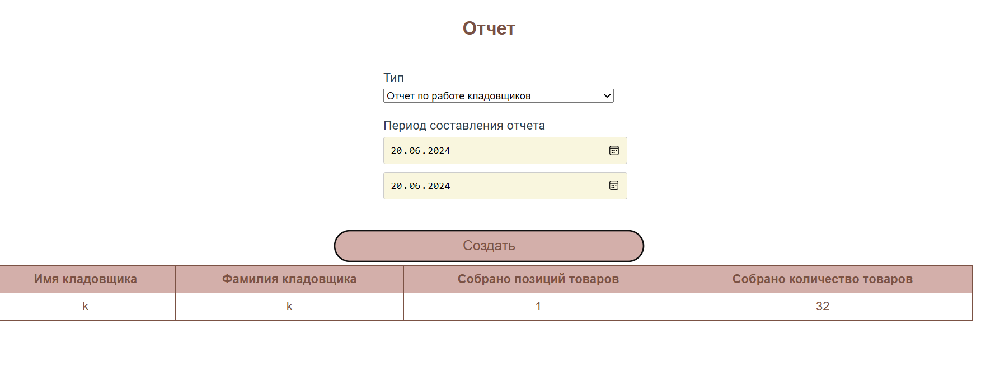 Отчет
Тип
Отчет по работе кладовщиков
Период составления отчета
20.06.2024
20.06.2024
Создать
Имя кладовщика Фамилия кладовщика Собрано позиций товаров Собрано количество товаров
k k 1 32